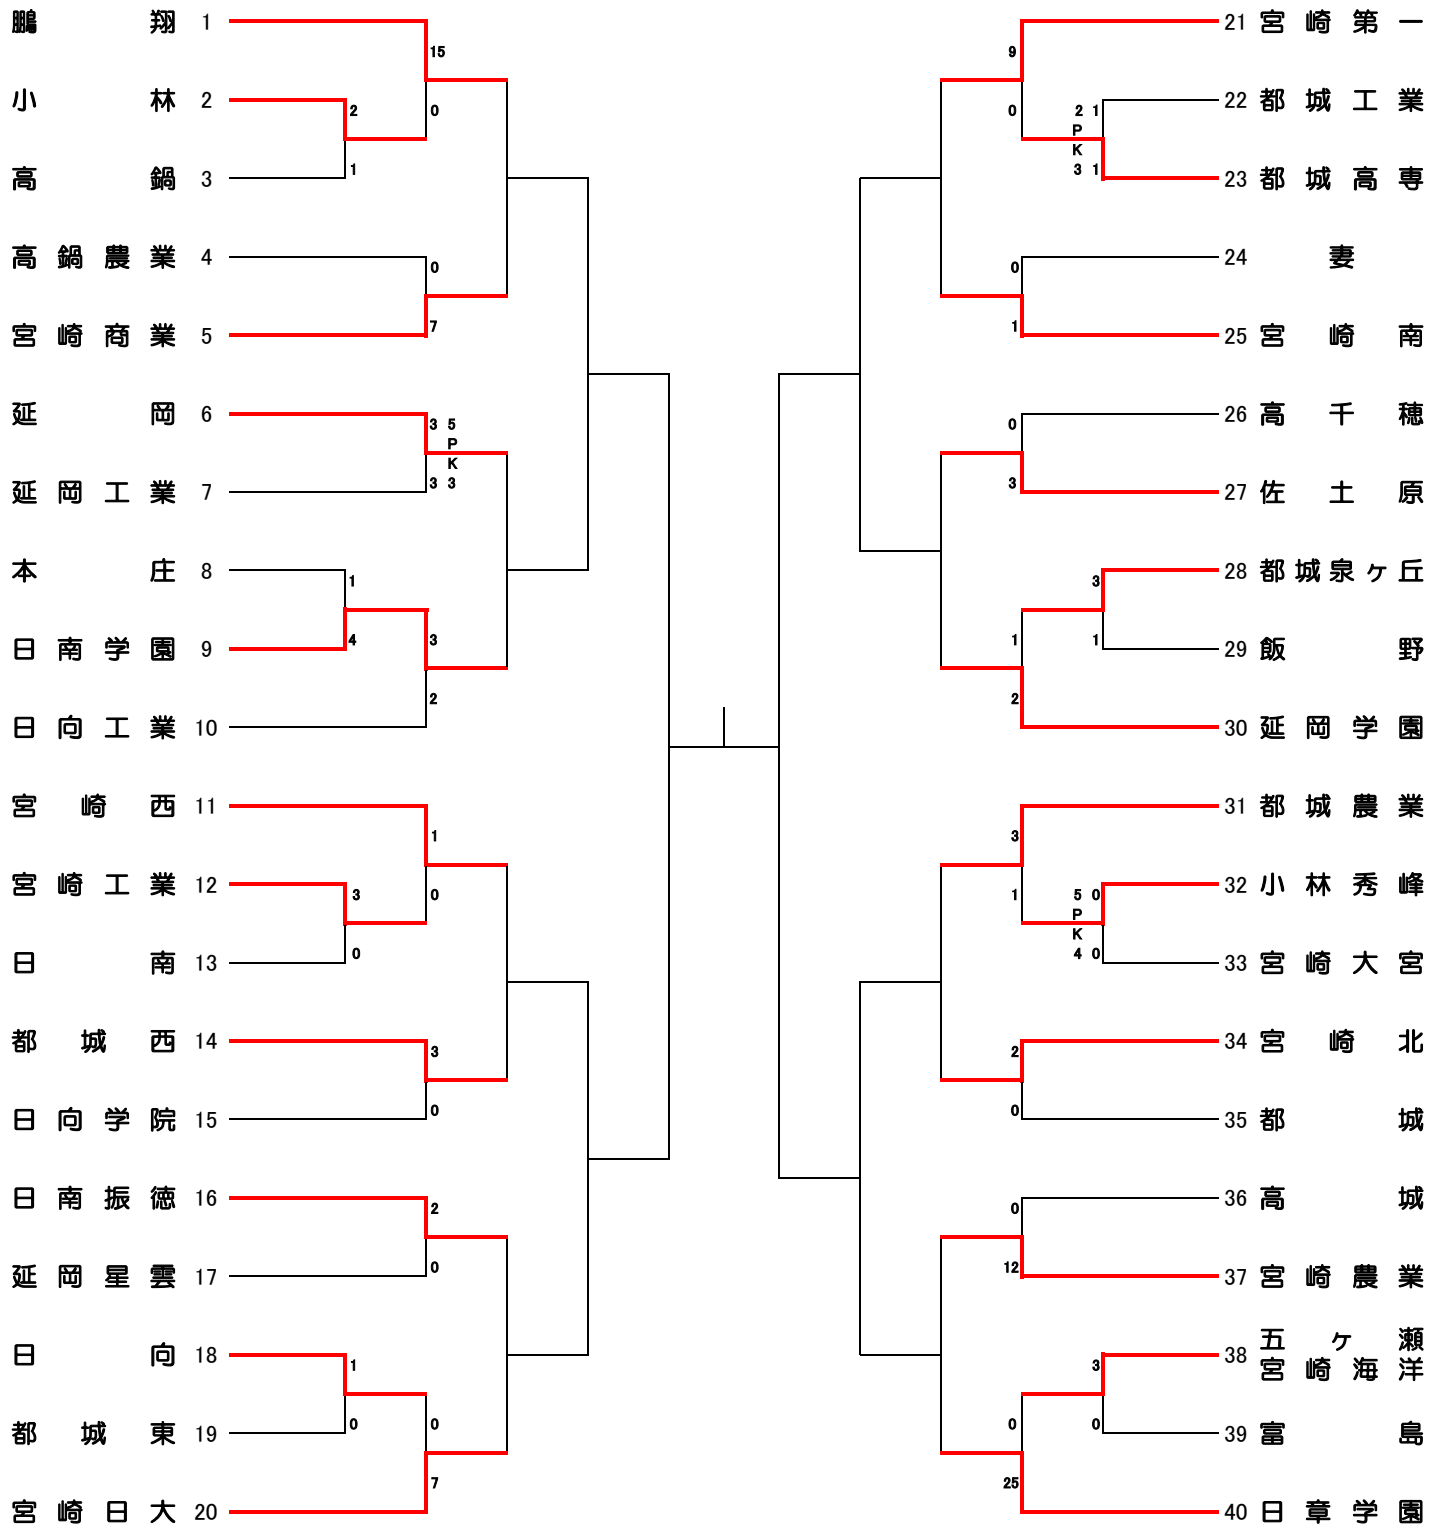 鵬翔 1
小林 2
高鍋 3
高鍋農業 4
宮崎商業 5
延岡 6
延岡工業 7
本庄 8
日南学園 9
日向工業 10
宮崎西 11
宮崎工業 12
日南 13
都城西 14
日向学院 15
日南振徳 16
延岡星雲 17
日向 18
都城東 19
宮崎日大 20
15
0
2
1
0
7
3 5
P
K
3 3
1
4
3
2
1
0
3
0
3
0
2
0
1
0
0
7
9
0
2 1
P
K
3 1
0
1
0
3
3
1
1
2
3
1
5 0
P
K
4 0
2
0
0
12
3
0
0
25
21 宮崎第一
22 都城工業
23 都城高専
24 妻
25 宮崎南
26 高千穂
27 佐土原
28 都城泉ヶ丘
29 飯野
30 延岡学園
31 都城農業
32 小林秀峰
33 宮崎大宮
34 宮崎北
35 都城
36 高城
37 宮崎農業
38 五ヶ瀬
宮崎海洋
39 富島
40 日章学園